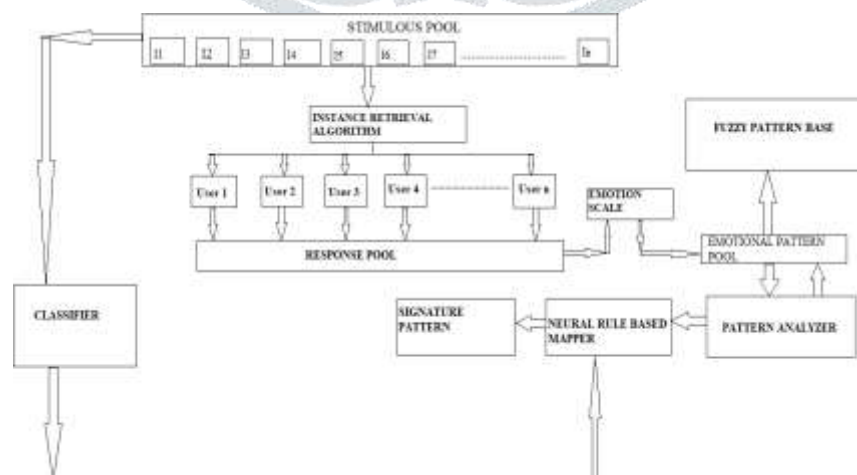 STIMULOUS POOL
I1 I2 I3 I4 I5 I6 I7 In
INSTANCE RETRIEVAL
ALGORITHM
FUZZY PATTERN BASE
User 1 User 2 User 3 User 4 User n
EMOTION
SCALE
RESPONSE POOL
EMOTIONAL PATTERN
POOL
CLASSIFIER
SIGNATURE
PATTERN
NEURAL RULE BASED
MAPPER
PATTERN ANALYZER